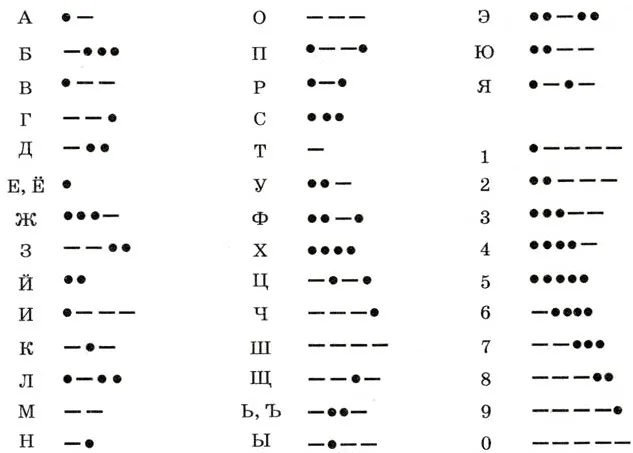 А •—
Б —•••
В •——
Г ——•
Д —••
Е, Ё •
Ж •••—
З ——••
Й ••
И •———
К —•—
Л •—••
М ——
Н —•
О ———
П •——•
Р •—•
С •••
Т —
У ••—
Ф ••—•
Х ••••
Ц —•—•
Ч ———•
Ш ————
Щ ——•—
Ь, Ъ —••—
Ы —•——
Э ••—••
Ю ••——
Я •—•—
1 •————
2 ••———
3 •••——
4 ••••—
5 •••••
6 —••••
7 ——•••
8 ———••
9 ————•
0 —————